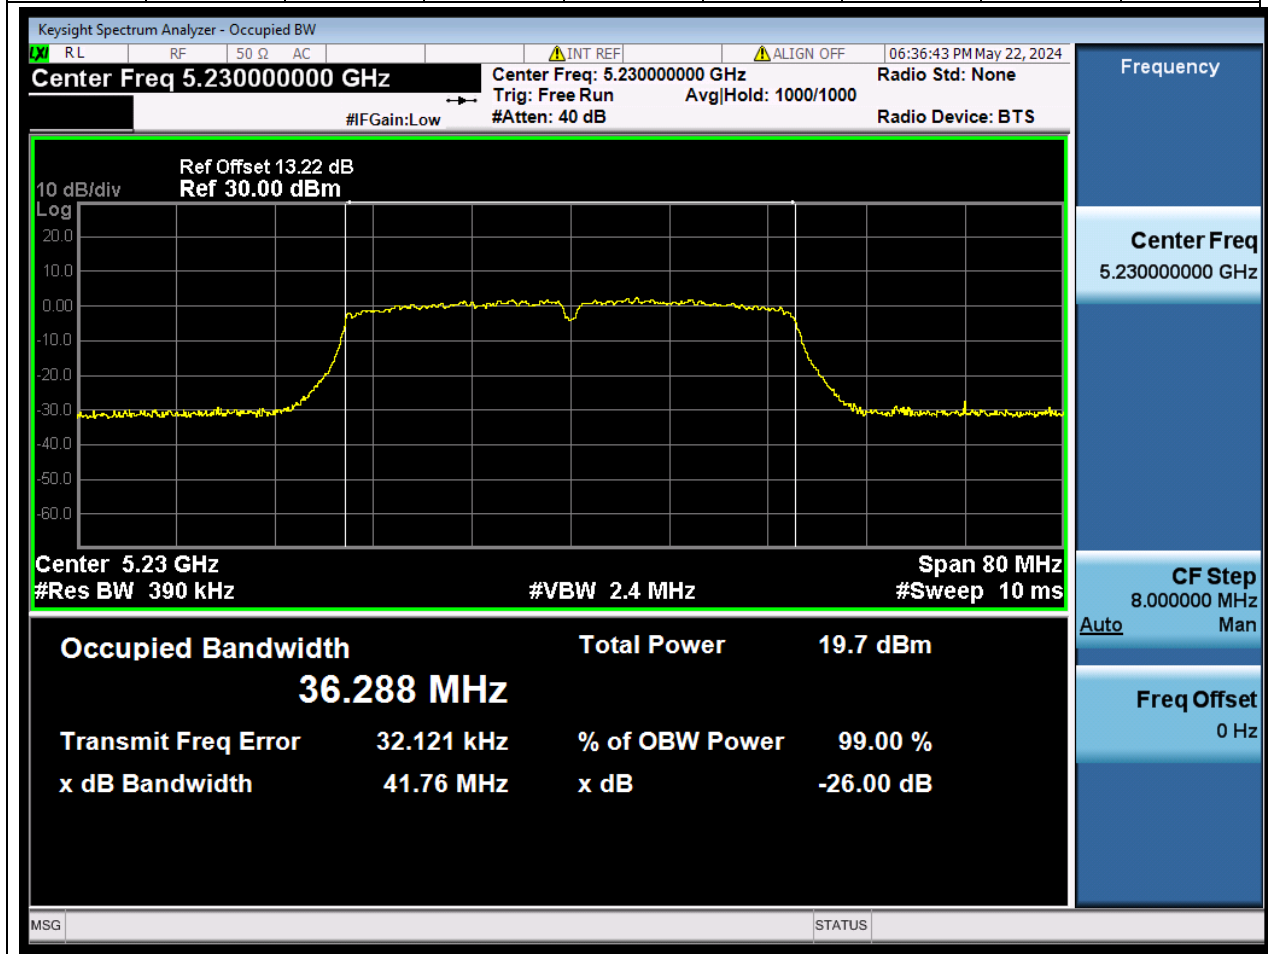 Keysight Spectrum Analyzer - Occupied BW
LXI RL RF 50 Ω AC INT REF ALIGN OFF 06:36:43 PM May 22, 2024
Center Freq 5.230000000 GHz
Center Freq: 5.230000000 GHz
Radio Std: None
Trig: Free Run Avg|Hold: 1000/1000
#IFGain:Low
#Atten: 40 dB
Radio Device: BTS
Ref Offset 13.22 dB
10 dB/div Ref 30.00 dBm
Log
20.0
10.0
0.00
-10.0
-20.0
-30.0
-40.0
-50.0
-60.0
Center 5.23 GHz Span 80 MHz
#Res BW 390 kHz #VBW 2.4 MHz #Sweep 10 ms
Occupied Bandwidth Total Power 19.7 dBm
36.288 MHz
Transmit Freq Error 32.121 kHz % of OBW Power 99.00 %
x dB Bandwidth 41.76 MHz x dB -26.00 dB
MSG STATUS
Frequency
Center Freq
5.230000000 GHz
CF Step
8.000000 MHz
Auto Man
Freq Offset
0 Hz